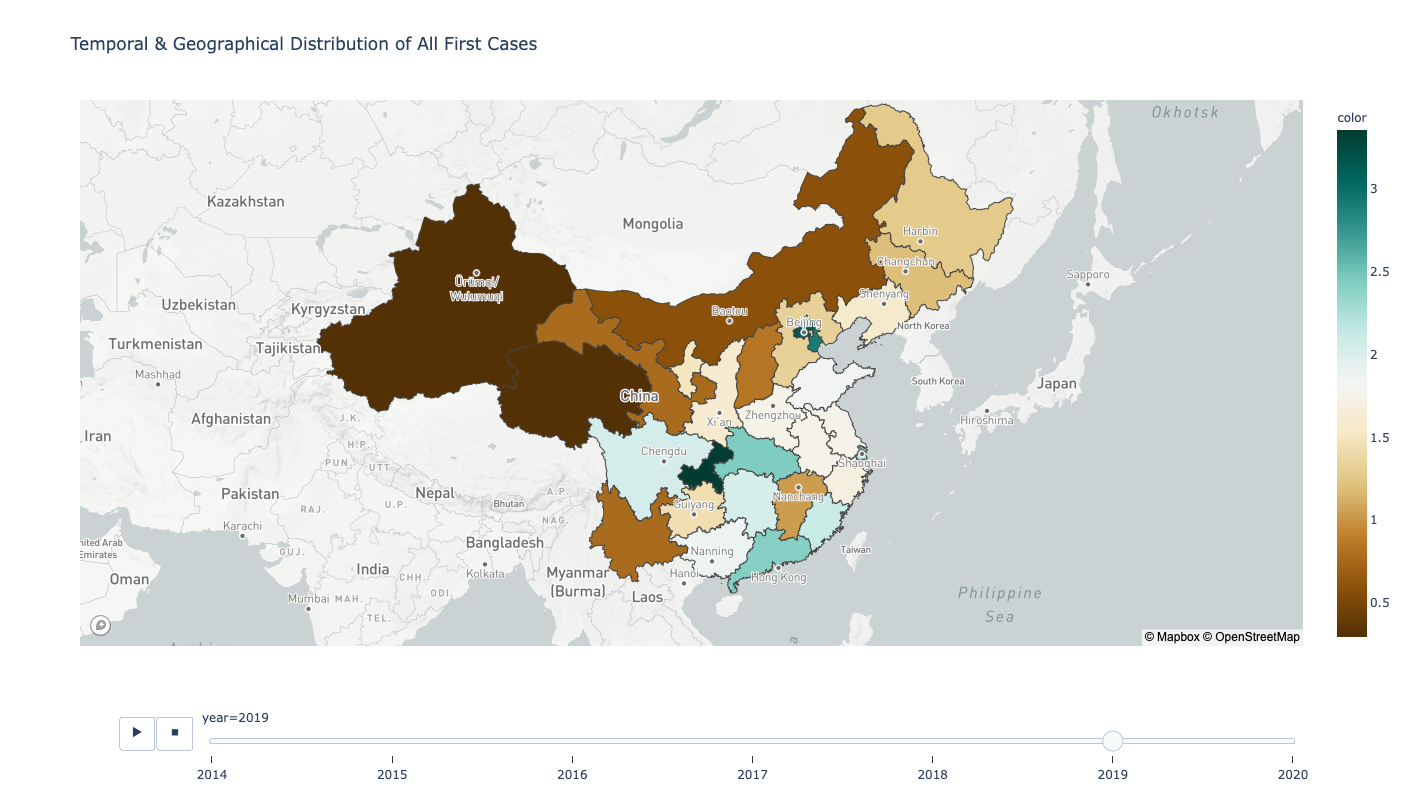 Temporal & Geographical Distribution of All First Cases
color
Okhotsk
Kazakhstan
Mongolia
Harbin
Changchun
Sapporo
Ürümqi/
Wulumuqi
Uzbekistan
Kyrgyzstan
Shenyang
Baotou
Beijing
North Korea
Turkmenistan
Tajikistan
Mashhad
South Korea
Japan
China
Afghanistan
J.K.
Xi'an
Zhengzhou
Hiroshima
Iran
H.P.
PUN.
UTT.
Chengdu
Shanghai
Pakistan
Nepal
A.P.
Bhutan
Guiyang
Nanchang
RAJ.
U.P.
NAG.
Karachi
Bangladesh
Nanning
Taiwan
nited Arab
Emirates
GUJ.
India
CHH.
Kolkata
Myanmar
(Burma)
Hanoi
Hong Kong
Oman
ODI.
Laos
Philippine
Sea
Mumbai
MAH.
TEL.
© Mapbox © OpenStreetMap
3
2.5
2
1.5
1
0.5
year=2019
2014
2015
2016
2017
2018
2019
2020